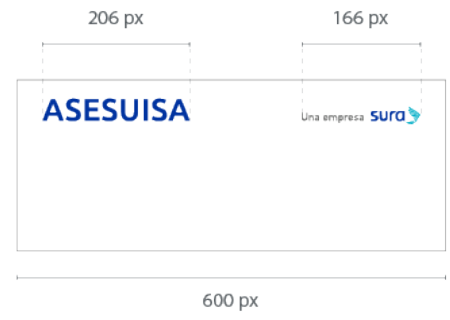 206 px 166 px
ASESUISA Una empresa sura
600 px